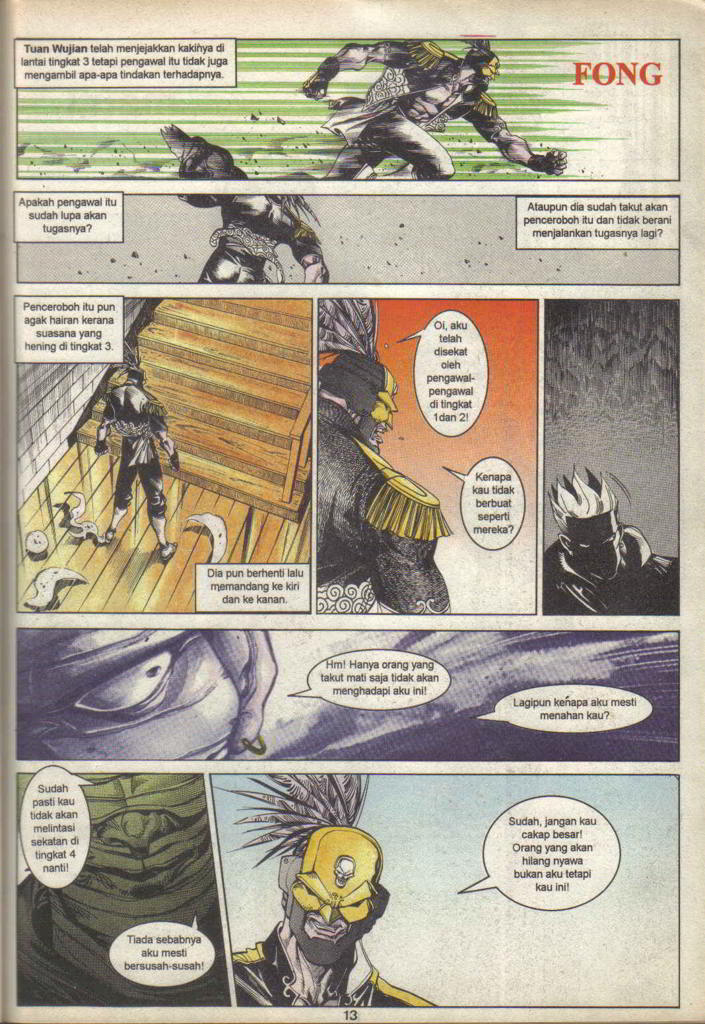 Tuan Wujian telah menjejakkan kakinya di
lantai tingkat 3 tetapi pengawal itu tidak juga
mengambil apa-apa tindakan terhadapnya.
FONG
Apakah pengawal itu
sudah lupa akan
tugasnya?
Ataupun dia sudah takut akan
penceroboh itu dan tidak berani
menjalankan tugasnya lagi?
Penceroboh itu pun
agak hairan kerana
suasana yang
hening di tingkat 3.
Dia pun berhenti lalu
memandang ke kiri
dan ke kanan.
Oi, aku
telah
disekat
oleh
pengawal-
pengawal
di tingkat
1dan 2!
Kenapa
kau tidak
berbuat
seperti
mereka?
Hm! Hanya orang yang
takut mati saja tidak akan
menghadapi aku ini!
Lagipun kenapa aku mesti
menahan kau?
Sudah
pasti kau
tidak akan
melintasi
sekatan di
tingkat 4
nanti!
Tiada sebabnya
aku mesti
bersusah-susah!
Sudah, jangan kau
cakap besar!
Orang yang akan
hilang nyawa
bukan aku tetapi
kau ini!
13